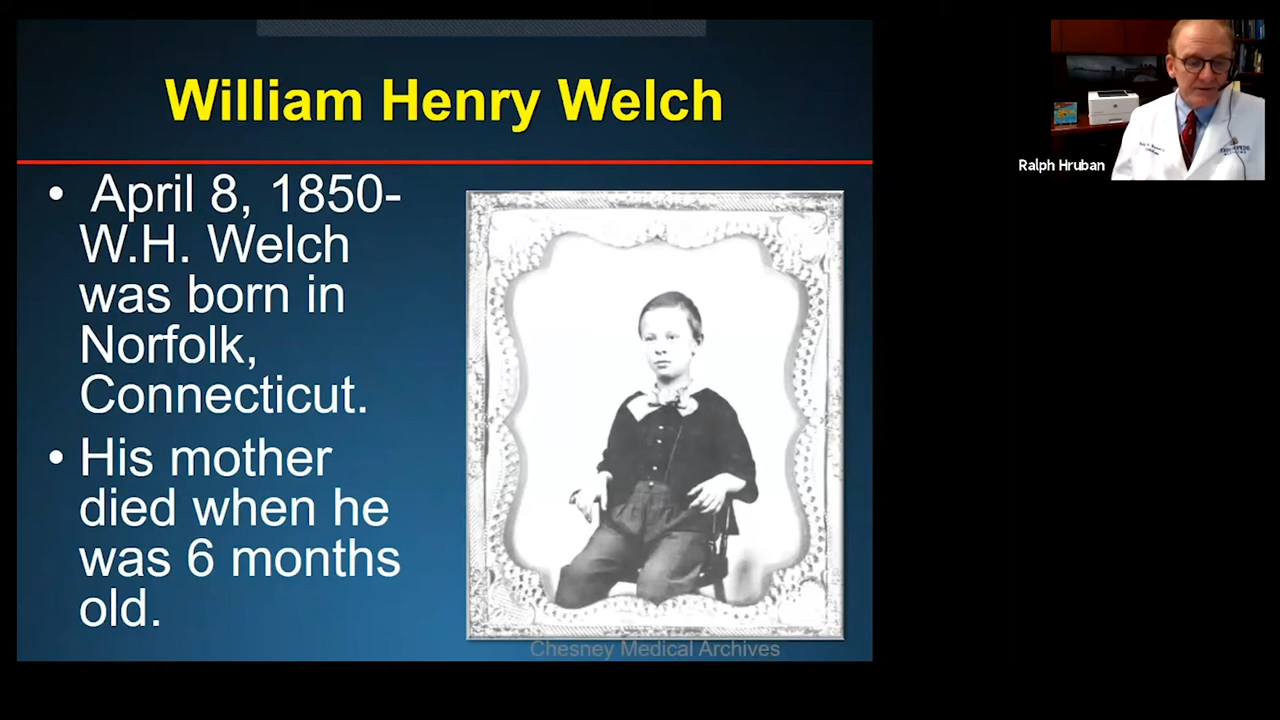 William Henry Welch
• April 8, 1850-
W.H. Welch
was born in
Norfolk,
Connecticut.
• His mother
died when he
was 6 months
old.
Chesney Medical Archives
Ralph Hruban